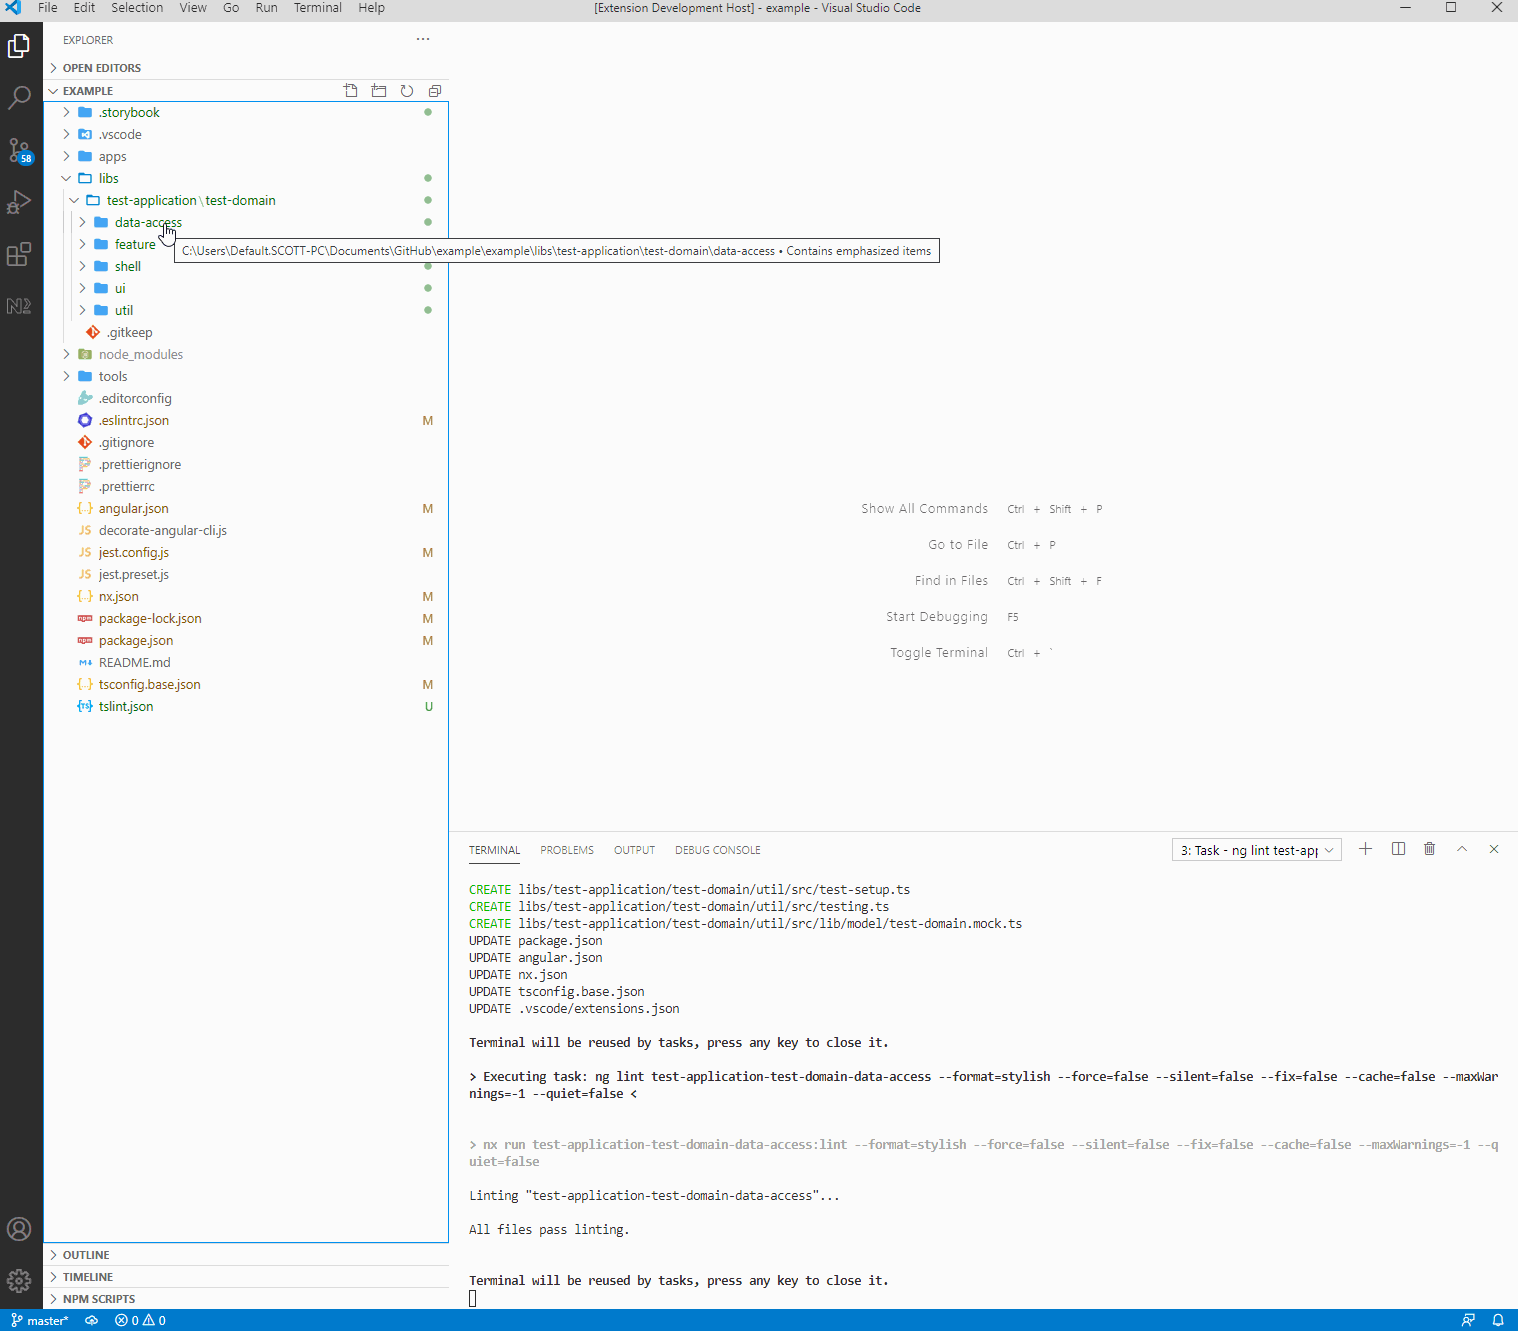 File Edit Selection View Go Run Terminal Help [Extension Development Host] - example - Visual Studio Code
EXPLORER
OPEN EDITORS
EXAMPLE
.storybook
.vscode
apps
58
libs
test-application\test-domain
data-access
feature
C:\Users\Default.SCOTT-PC\Documents\GitHub\example\example\libs\test-application\test-domain\data-access • Contains emphasized items
shell
ui
util
.gitkeep
node_modules
tools
.editorconfig
.eslintrc.json M
.gitignore
.prettierignore
.prettierrc
angular.json M
decorate-angular-cli.js
jest.config.js M
jest.preset.js
nx.json M
package-lock.json M
package.json M
README.md
tsconfig.base.json M
tslint.json U
OUTLINE
TIMELINE
NPM SCRIPTS
Show All Commands Ctrl + Shift + P
Go to File Ctrl + P
Find in Files Ctrl + Shift + F
Start Debugging F5
Toggle Terminal Ctrl + `
TERMINAL PROBLEMS OUTPUT DEBUG CONSOLE 3: Task - ng lint test-app
CREATE libs/test-application/test-domain/util/src/test-setup.ts
CREATE libs/test-application/test-domain/util/src/testing.ts
CREATE libs/test-application/test-domain/util/src/lib/model/test-domain.mock.ts
UPDATE package.json
UPDATE angular.json
UPDATE nx.json
UPDATE tsconfig.base.json
UPDATE .vscode/extensions.json
Terminal will be reused by tasks, press any key to close it.
> Executing task: ng lint test-application-test-domain-data-access --format=stylish --force=false --silent=false --fix=false --cache=false --maxWar
nings=-1 --quiet=false <
> nx run test-application-test-domain-data-access:lint --format=stylish --force=false --silent=false --fix=false --cache=false --maxWarnings=-1 --q
uiet=false
Linting "test-application-test-domain-data-access"...
All files pass linting.
Terminal will be reused by tasks, press any key to close it.
master* 0 0